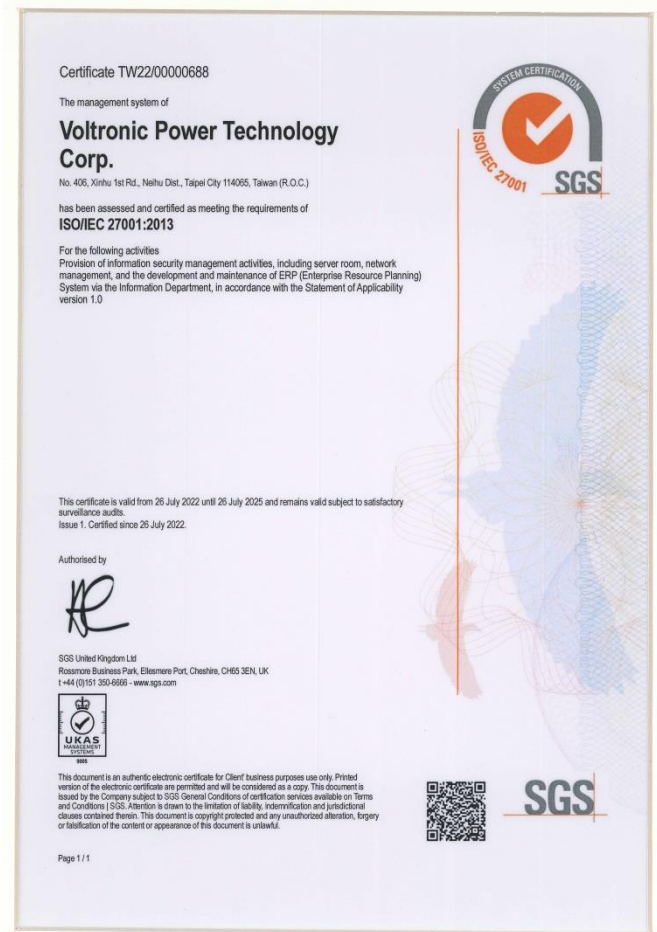 Certificate TW22/00000688
The management system of
Voltronic Power Technology
Corp.
No. 406, Xinhu 1st Rd., Neihu Dist., Taipei City 114065, Taiwan (R.O.C.)
has been assessed and certified as meeting the requirements of
ISO/IEC 27001:2013
For the following activities
Provision of information security management activities, including server room, network
management, and the development and maintenance of ERP (Enterprise Resource Planning)
System via the Information Department, in accordance with the Statement of Applicability
version 1.0
SYSTEM CERTIFICATION
ISO/IEC 27001
SGS
This certificate is valid from 26 July 2022 until 26 July 2025 and remains valid subject to satisfactory
surveillance audits.
Issue 1. Certified since 26 July 2022.
Authorised by
SGS United Kingdom Ltd
Rossmore Business Park, Ellesmere Port, Cheshire, CH65 3EN, UK
t +44 (0)151 350-6666 - www.sgs.com
UKAS
MANAGEMENT
SYSTEMS
0005
This document is an authentic electronic certificate for Client' business purposes use only. Printed
version of the electronic certificate are permitted and will be considered as a copy. This document is
issued by the Company subject to SGS General Conditions of certification services available on Terms
and Conditions | SGS. Attention is drawn to the limitation of liability, indemnification and jurisdictional
clauses contained therein. This document is copyright protected and any unauthorized alteration, forgery
or falsification of the content or appearance of this document is unlawful.
SGS
Page 1 / 1